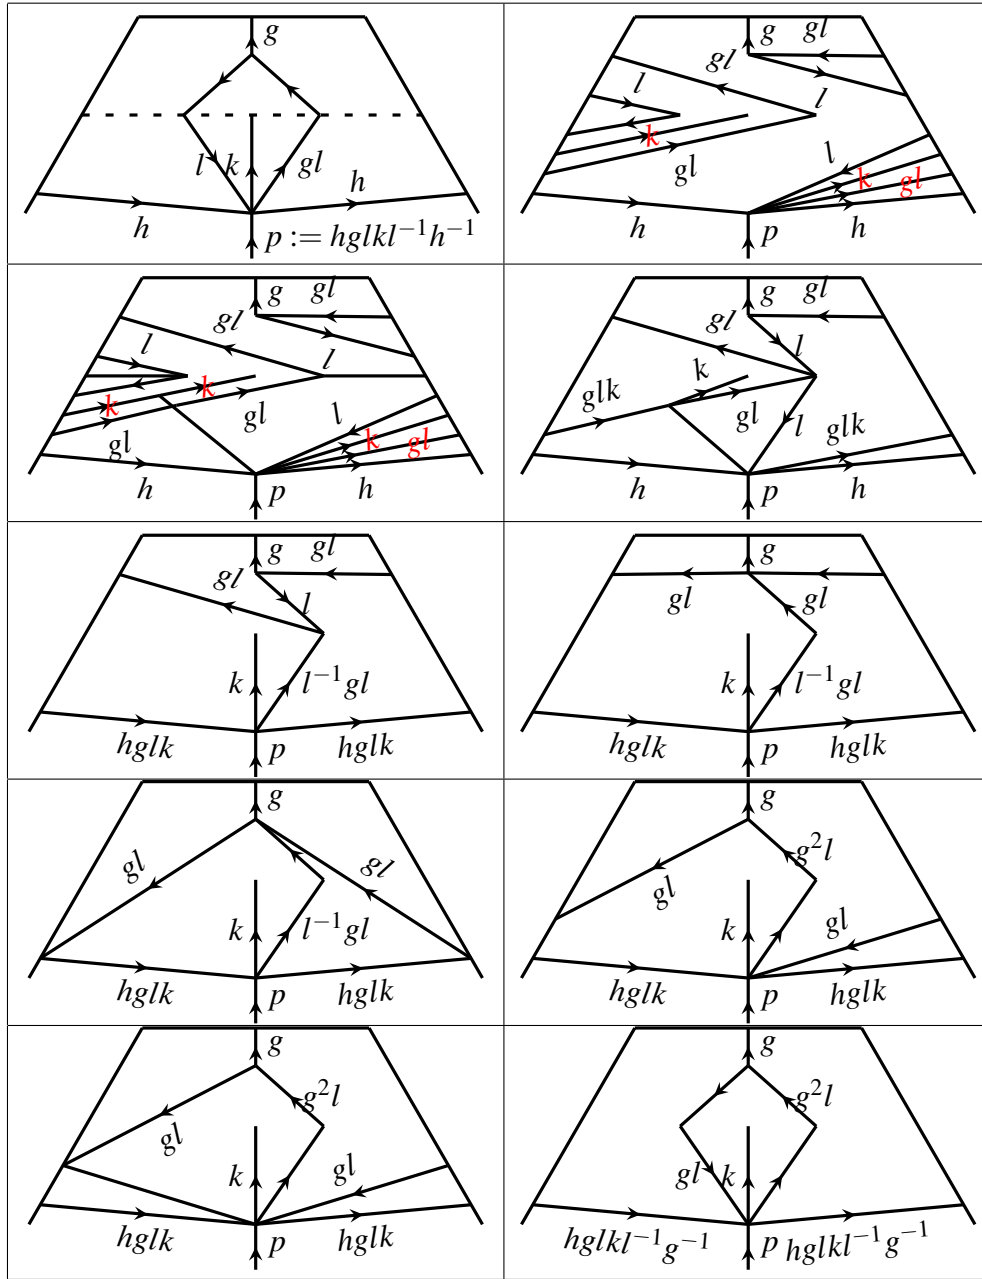 g
l k gl h
h p := hglkl⁻¹h⁻¹
g gl
gl
l l
k l
gl k gl
h p h
g gl
gl
l l
k k l
gl gl k gl
h p h
g gl
gl l
glk k gl l glk
h p h
g gl
gl l
k l⁻¹gl
hglk p hglk
g
gl gl
k l⁻¹gl
hglk p hglk
g
gl gl
k l⁻¹gl
hglk p hglk
g
g²l
gl gl
k
hglk p hglk
g
g²l
gl gl
k
hglk p hglk
g
g²l
gl k
hglkl⁻¹g⁻¹ p hglkl⁻¹g⁻¹